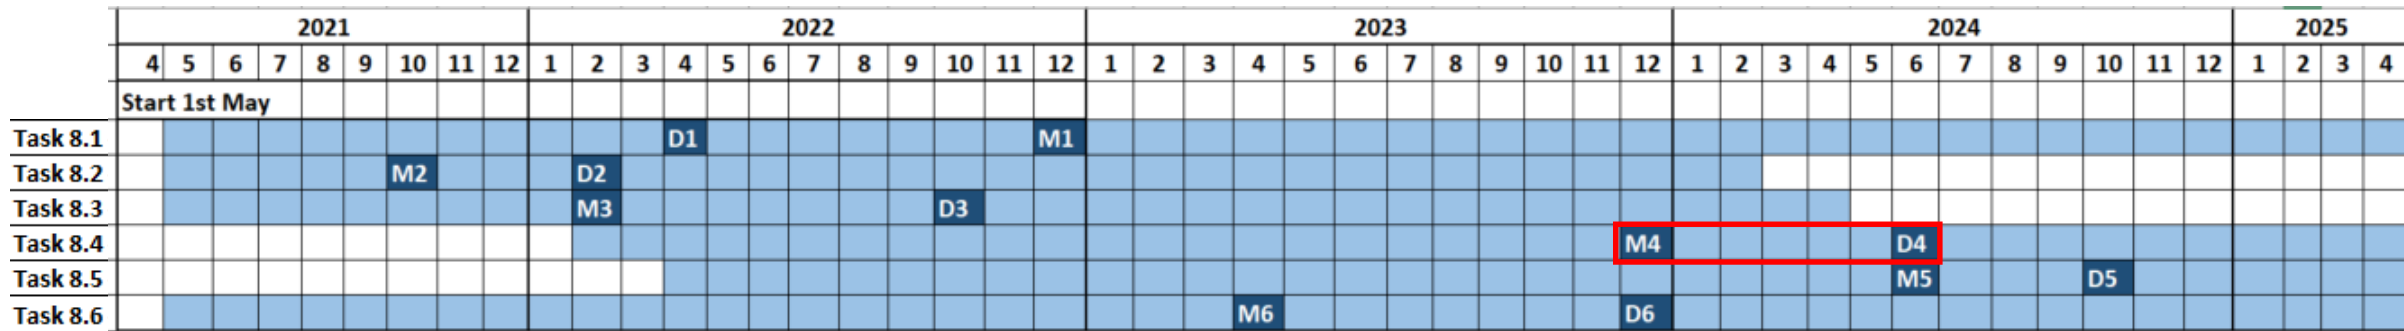 2021 2022 2023 2024 2025
4 5 6 7 8 9 10 11 12 1 2 3 4 5 6 7 8 9 10 11 12 1 2 3 4 5 6 7 8 9 10 11 12 1 2 3 4 5 6 7 8 9 10 11 12 1 2 3 4
Start 1st May
Task 8.1 D1 M1
Task 8.2 M2 D2
Task 8.3 M3 D3
Task 8.4 M4 D4
Task 8.5 M5 D5
Task 8.6 M6 D6